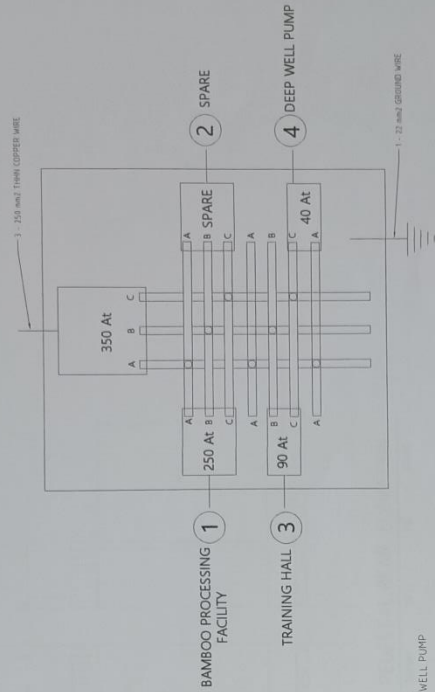 3 - 250 mm2 THHN COPPER WIRE
350 At
A B C
BAMBOO PROCESSING
FACILITY
1
250 At
A
B
C
A
B
C
SPARE
2
SPARE
A
A
TRAINING HALL
3
90 At
B
C
B
C
A
A
40 At
4
DEEP WELL PUMP
1 - 22 mm2 GROUND WIRE
WELL PUMP